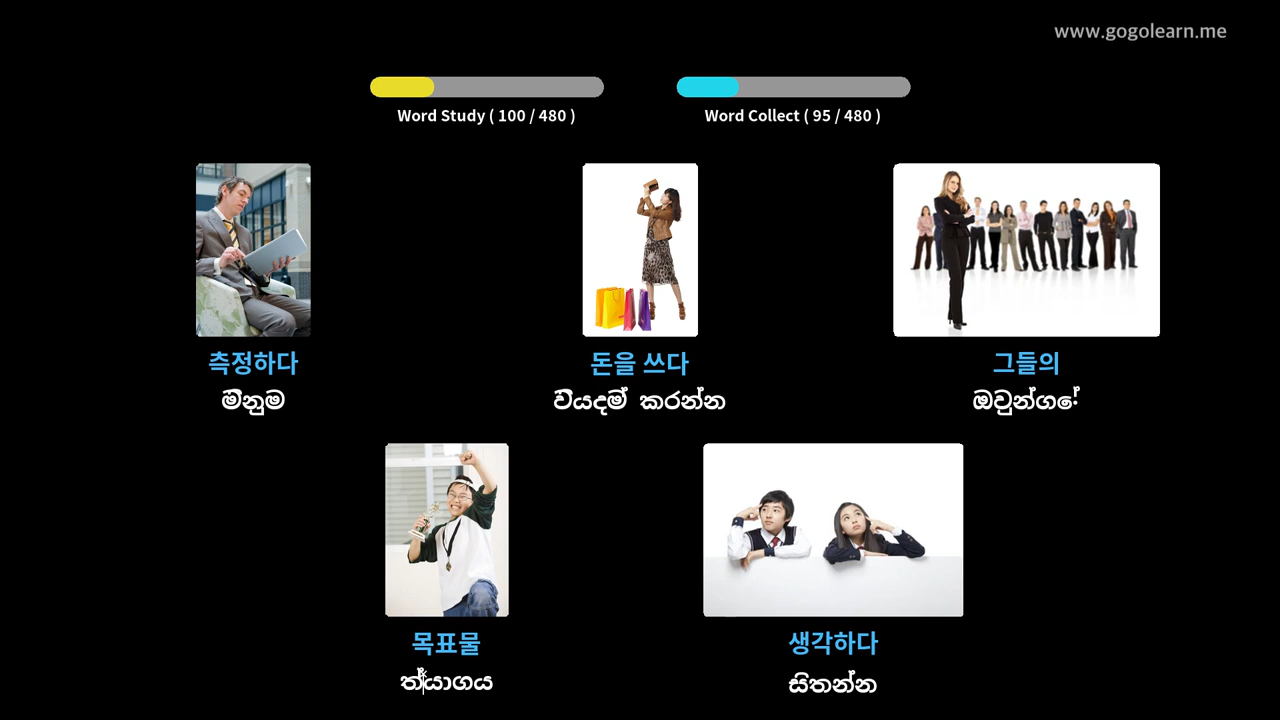 www.gogolearn.me
Word Study ( 100 / 480 )
Word Collect ( 95 / 480 )
측정하다
돈을 쓰다
그들의
මිනුම
වියදම් කරන්න
ඔවුන්ගේ
목표물
생각하다
ත්‍යාගය
සිතන්න